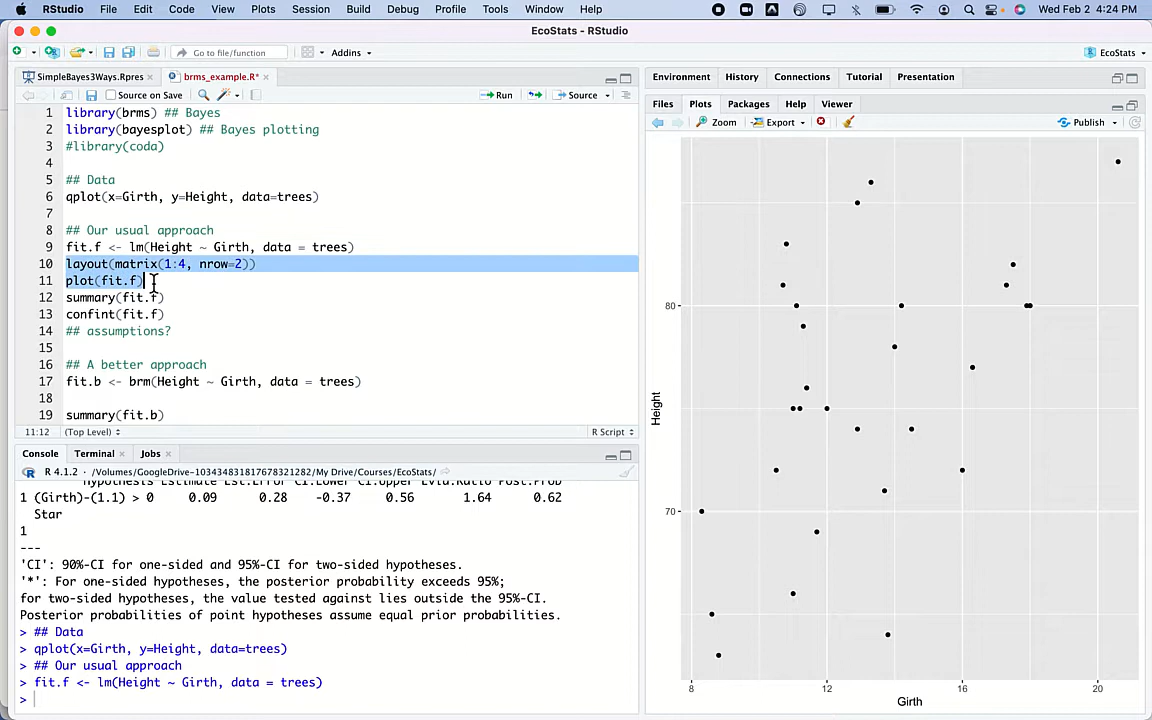 RStudio File Edit Code View Plots Session Build Debug Profile Tools Window Help Wed Feb 2 4:24 PM
EcoStats - RStudio
Go to file/function Addins EcoStats
SimpleBayes3Ways.Rpres brms_example.R*
Source on Save Run Source
1 library(brms) ## Bayes
2 library(bayesplot) ## Bayes plotting
3 #library(coda)
4
5 ## Data
6 qplot(x=Girth, y=Height, data=trees)
7
8 ## Our usual approach
9 fit.f <- lm(Height ~ Girth, data = trees)
10 layout(matrix(1:4, nrow=2))
11 plot(fit.f)
12 summary(fit.f)
13 confint(fit.f)
14 ## assumptions?
15
16 ## A better approach
17 fit.b <- brm(Height ~ Girth, data = trees)
18
19 summary(fit.b)
11:12 (Top Level) R Script
Console Terminal Jobs
R 4.1.2 · /Volumes/GoogleDrive-103434831817678321282/My Drive/Courses/EcoStats/
Hypothesis Estimate Est.Error CI.Lower CI.Upper Evid.Ratio Post.Prob
1 (Girth)-(1.1) > 0 0.09 0.28 -0.37 0.56 1.64 0.62
Star
1
---
'CI': 90%-CI for one-sided and 95%-CI for two-sided hypotheses.
'*': For one-sided hypotheses, the posterior probability exceeds 95%;
for two-sided hypotheses, the value tested against lies outside the 95%-CI.
Posterior probabilities of point hypotheses assume equal prior probabilities.
> ## Data
> qplot(x=Girth, y=Height, data=trees)
> ## Our usual approach
> fit.f <- lm(Height ~ Girth, data = trees)
>
Environment History Connections Tutorial Presentation
Files Plots Packages Help Viewer
Zoom Export Publish
80
70
Height
8 12 16 20
Girth